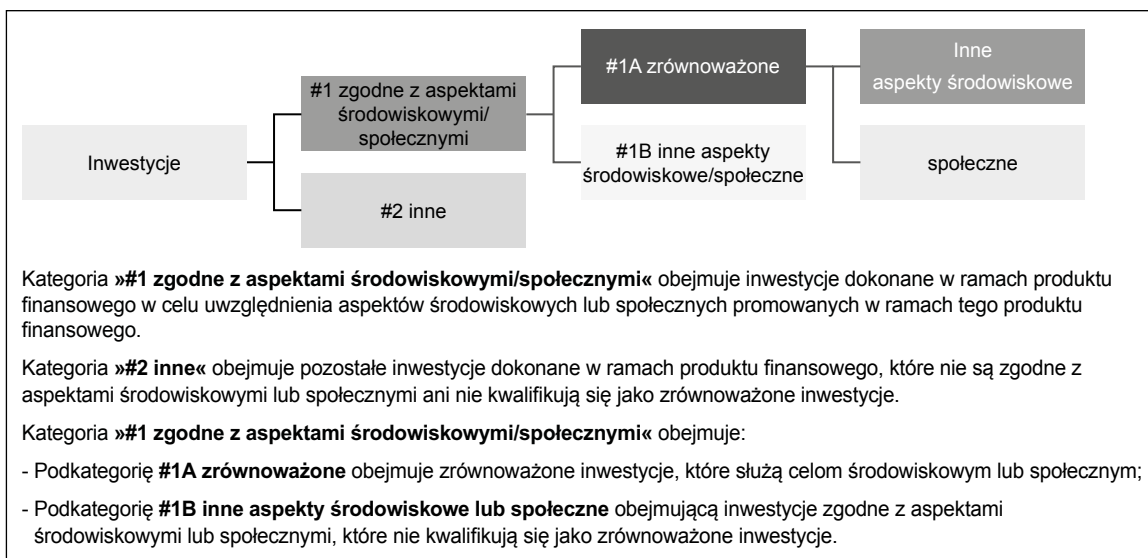 Inwestycje
#1 zgodne z aspektami
środowiskowymi/
społecznymi
#2 inne
#1A zrównoważone
#1B inne aspekty
środowiskowe/społeczne
Inne
aspekty środowiskowe
społeczne
Kategoria »#1 zgodne z aspektami środowiskowymi/społecznymi« obejmuje inwestycje dokonane w ramach produktu
finansowego w celu uwzględnienia aspektów środowiskowych lub społecznych promowanych w ramach tego produktu
finansowego.
Kategoria »#2 inne« obejmuje pozostałe inwestycje dokonane w ramach produktu finansowego, które nie są zgodne z
aspektami środowiskowymi lub społecznymi ani nie kwalifikują się jako zrównoważone inwestycje.
Kategoria »#1 zgodne z aspektami środowiskowymi/społecznymi« obejmuje:
- Podkategorię #1A zrównoważone obejmuje zrównoważone inwestycje, które służą celom środowiskowym lub społecznym;
- Podkategorię #1B inne aspekty środowiskowe lub społeczne obejmującą inwestycje zgodne z aspektami
środowiskowymi lub społecznymi, które nie kwalifikują się jako zrównoważone inwestycje.